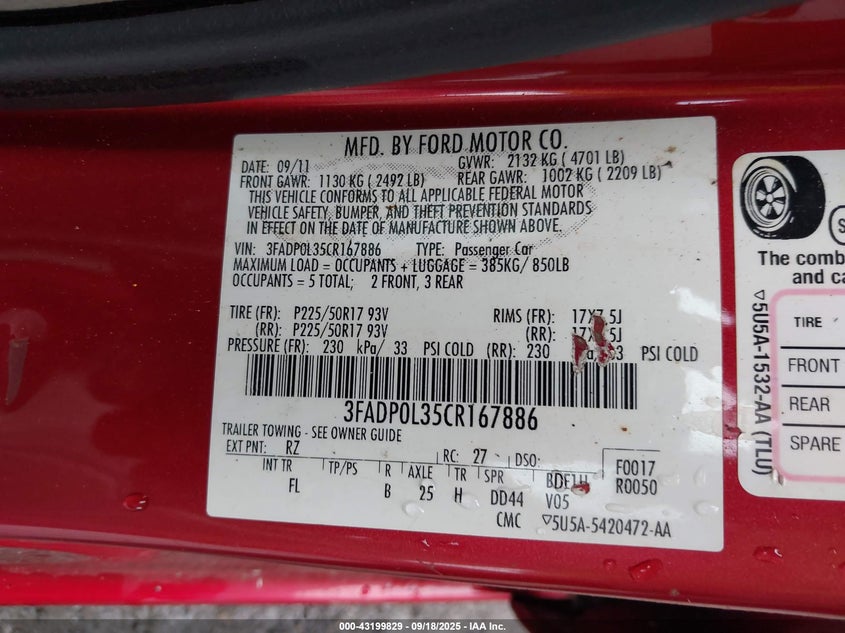 MFD. BY FORD MOTOR CO.
DATE: 09/11 GVWR: 2132 KG ( 4701 LB)
FRONT GAWR: 1130 KG ( 2492 LB) REAR GAWR: 1002 KG ( 2209 LB)
THIS VEHICLE CONFORMS TO ALL APPLICABLE FEDERAL MOTOR
VEHICLE SAFETY, BUMPER, AND THEFT PREVENTION STANDARDS
IN EFFECT ON THE DATE OF MANUFACTURE SHOWN ABOVE.
VIN: 3FADP0L35CR167886 TYPE: Passenger Car
MAXIMUM LOAD = OCCUPANTS + LUGGAGE = 385KG/ 850LB
OCCUPANTS = 5 TOTAL; 2 FRONT, 3 REAR
TIRE (FR): P225/50R17 93V RIMS (FR): 17X7.5J
(RR): P225/50R17 93V (RR): 5J
PRESSURE (FR): 230 kPa/ 33 PSI COLD (RR): 230 PSI COLD
3FADP0L35CR167886
TRAILER TOWING - SEE OWNER GUIDE
EXT PNT: RZ RC: 27 DSO: F0017
INT TR TP/PS R AXLE TR SPR R0050
FL B 25 H DD44 V05
CMC ▽5U5A-5420472-AA
▽5U5A-1532-AA (TLU)
The comb
and ca
TIRE
FRONT
REAR
SPARE
000-43199829 - 09/18/2025 - IAA Inc.